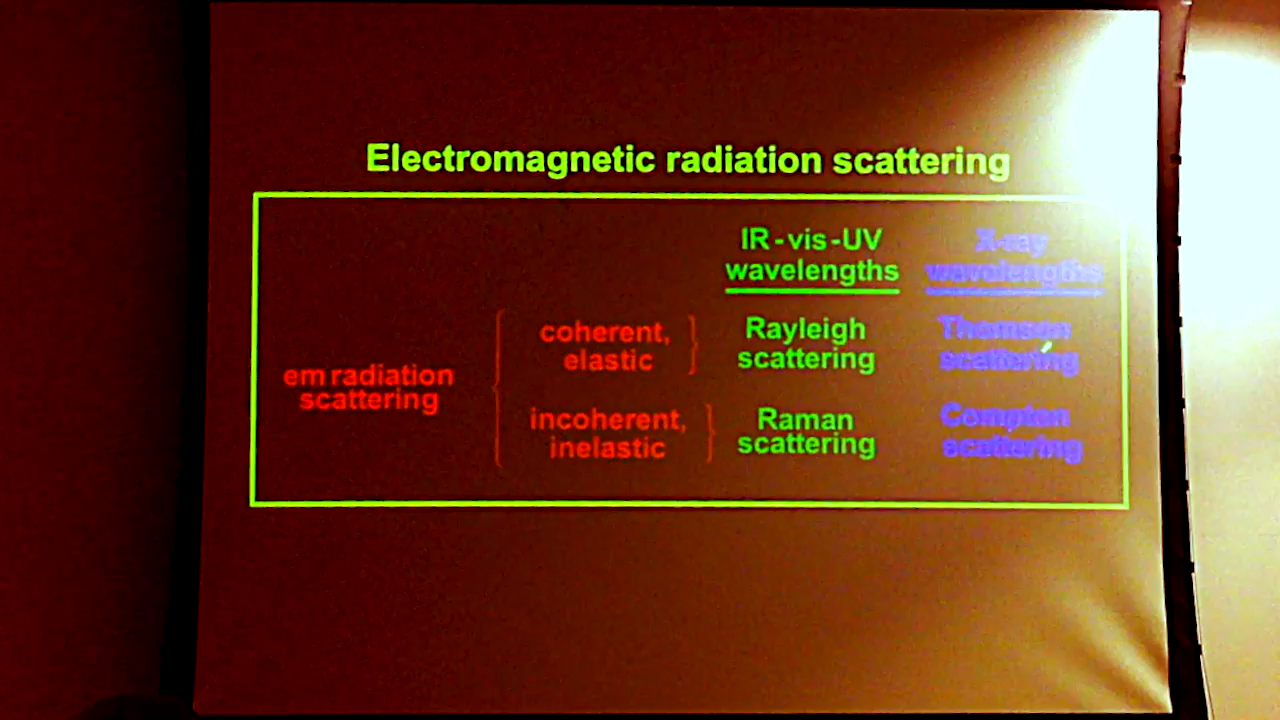 Electromagnetic radiation scattering
IR-vis-UV
wavelengths
X-ray
wavelengths
coherent,
elastic
Rayleigh
scattering
Thomson
scattering
em radiation
scattering
incoherent,
inelastic
Raman
scattering
Compton
scattering